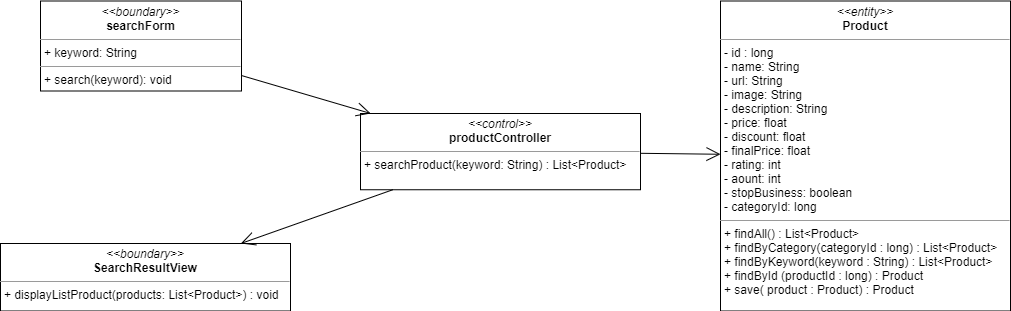 <<boundary>>
searchForm
+ keyword: String
+ search(keyword): void
<<control>>
productController
+ searchProduct(keyword: String) : List<Product>
<<boundary>>
SearchResultView
+ displayListProduct(products: List<Product>) : void
<<entity>>
Product
- id : long
- name: String
- url: String
- image: String
- description: String
- price: float
- discount: float
- finalPrice: float
- rating: int
- aount: int
- stopBusiness: boolean
- categoryId: long
+ findAll() : List<Product>
+ findByCategory(categoryId : long) : List<Product>
+ findByKeyword(keyword : String) : List<Product>
+ findById (productId : long) : Product
+ save( product : Product) : Product